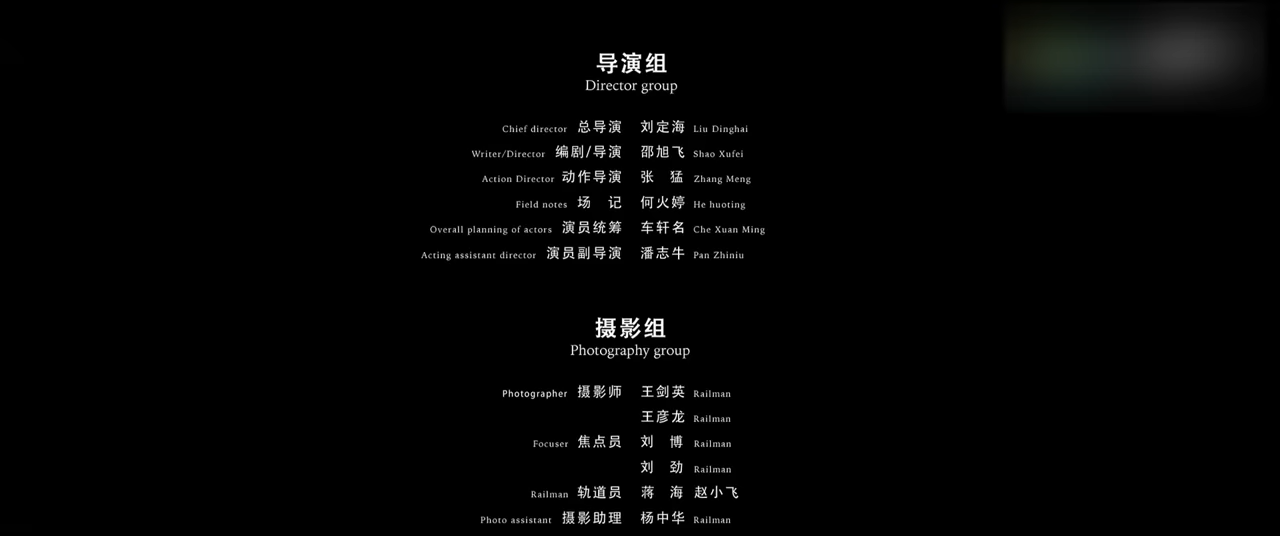 导演组
Director group
Chief director 总导演 刘定海 Liu Dinghai
Writer/Director 编剧/导演 邵旭飞 Shao Xufei
Action Director 动作导演 张 猛 Zhang Meng
Field notes 场 记 何火婷 He huoting
Overall planning of actors 演员统筹 车轩名 Che Xuan Ming
Acting assistant director 演员副导演 潘志牛 Pan Zhiniu
摄影组
Photography group
Photographer 摄影师 王剑英 Railman
王彦龙 Railman
Focuser 焦点员 刘 博 Railman
刘 劲 Railman
Railman 轨道员 蒋 海 赵小飞
Photo assistant 摄影助理 杨中华 Railman